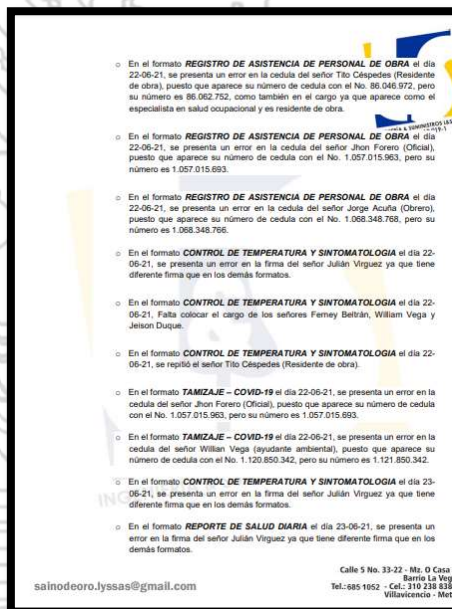 ○ En el formato REGISTRO DE ASISTENCIA DE PERSONAL DE OBRA el día
22-06-21, se presenta un error en la cedula del señor Tito Céspedes (Residente
de obra), puesto que aparece su número de cedula con el No. 86.046.972, pero
su número es 86.062.752, como también en el cargo ya que aparece como el
especialista en salud ocupacional y es residente de obra.
○ En el formato REGISTRO DE ASISTENCIA DE PERSONAL DE OBRA el día
22-06-21, se presenta un error en la cedula del señor Jhon Forero (Oficial),
puesto que aparece su número de cedula con el No. 1.057.015.963, pero su
número es 1.057.015.693.
○ En el formato REGISTRO DE ASISTENCIA DE PERSONAL DE OBRA el día
22-06-21, se presenta un error en la cedula del señor Jorge Acuña (Obrero),
puesto que aparece su número de cedula con el No. 1.068.348.768, pero su
número es 1.068.348.766.
○ En el formato CONTROL DE TEMPERATURA Y SINTOMATOLOGIA el día 22-
06-21, se presenta un error en la firma del señor Julián Virguez ya que tiene
diferente firma que en los demás formatos.
○ En el formato CONTROL DE TEMPERATURA Y SINTOMATOLOGIA el día 22-
06-21, Falta colocar el cargo de los señores Ferney Beltrán, William Vega y
Jeison Duque.
○ En el formato CONTROL DE TEMPERATURA Y SINTOMATOLOGIA el día 22-
06-21, se repitió el señor Tito Céspedes (Residente de obra).
○ En el formato TAMIZAJE – COVID-19 el día 22-06-21, se presenta un error en la
cedula del señor Jhon Forero (Oficial), puesto que aparece su número de cedula
con el No. 1.057.015.963, pero su número es 1.057.015.693.
○ En el formato TAMIZAJE – COVID-19 el día 22-06-21, se presenta un error en la
cedula del señor Willian Vega (ayudante ambiental), puesto que aparece su
número de cedula con el No. 1.120.850.342, pero su número es 1.121.850.342.
○ En el formato CONTROL DE TEMPERATURA Y SINTOMATOLOGIA el día 23-
06-21, se presenta un error en la firma del señor Julián Virguez ya que tiene
diferente firma que en los demás formatos.
○ En el formato REPORTE DE SALUD DIARIA el día 23-06-21, se presenta un
error en la firma del señor Julián Virguez ya que tiene diferente firma que en los
demás formatos.
Calle 5 No. 33-22 - Mz. O Casa
Barrio La Veg
sainodeoro.lyssas@gmail.com Tel.: 685 1052 - Cel.: 310 238 838
Villavicencio - Met